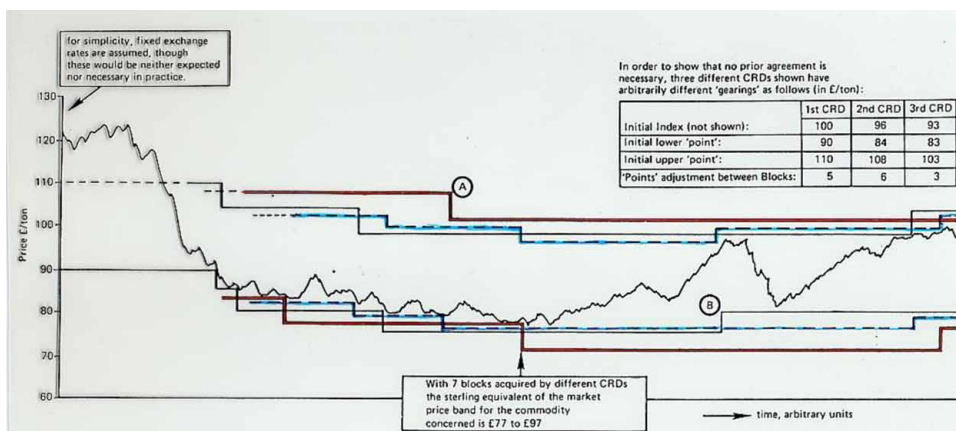 for simplicity, fixed exchange
rates are assumed, though
these would be neither expected
nor necessary in practice.
In order to show that no prior agreement is
necessary, three different CRDs shown have
arbitrarily different 'gearings' as follows (in £/ton):
1st CRD 2nd CRD 3rd CRD
Initial Index (not shown): 100 96 93
Initial lower 'point': 90 84 83
Initial upper 'point': 110 108 103
'Points' adjustment between Blocks: 5 6 3
Price £/ton
130
120
110
100
90
80
70
60
A
B
With 7 blocks acquired by different CRDs
the sterling equivalent of the market
price band for the commodity
concerned is £77 to £97
time, arbitrary units